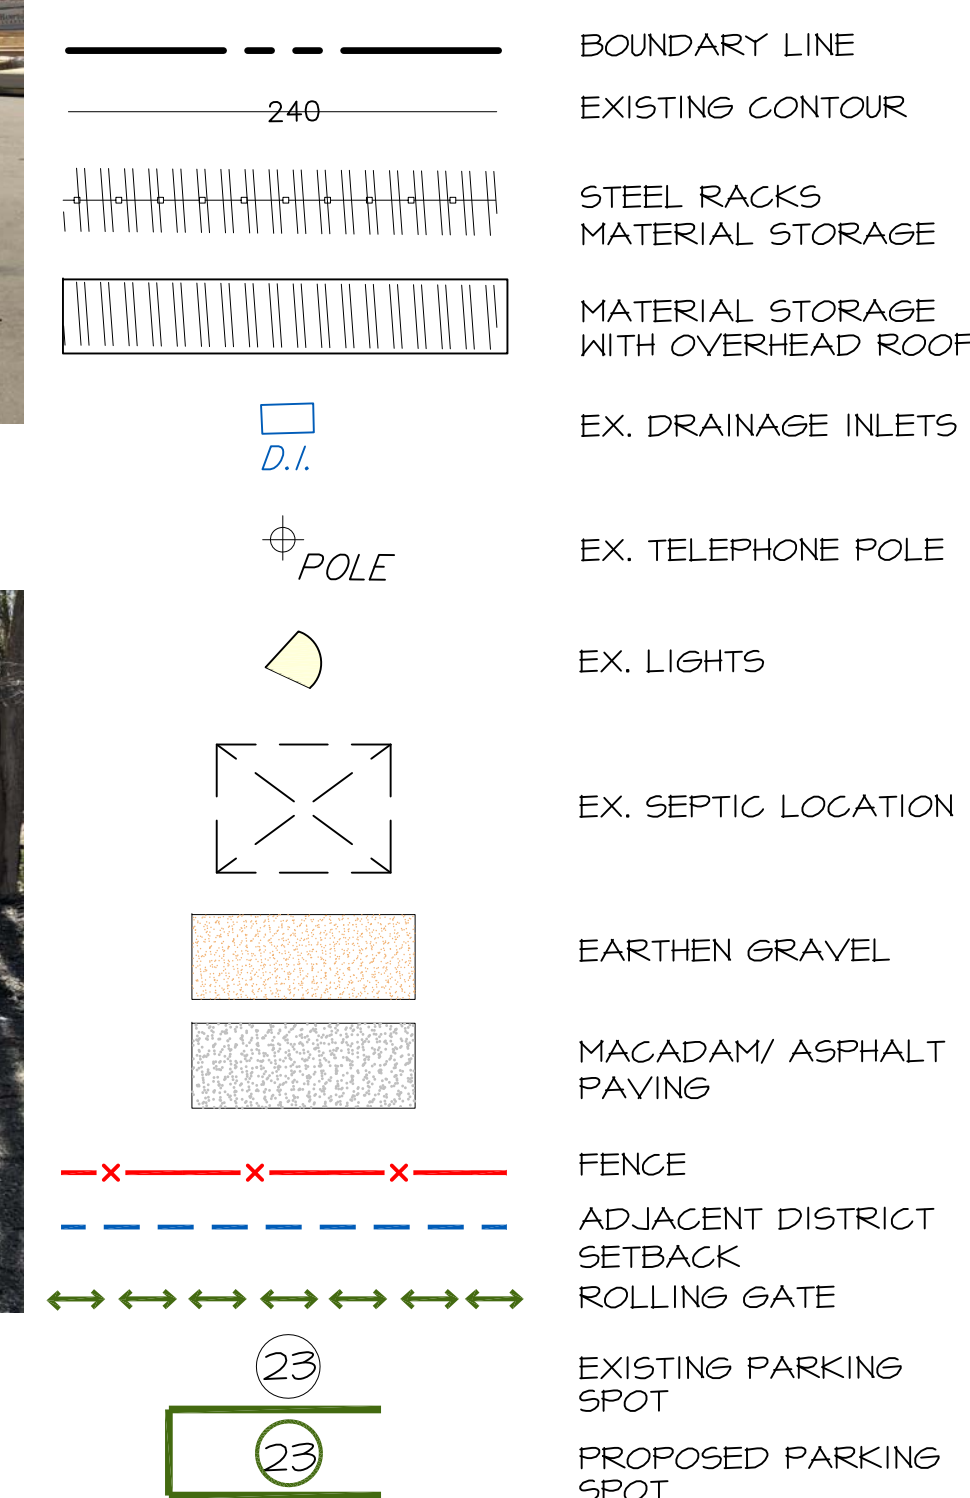 BOUNDARY LINE
240
EXISTING CONTOUR
STEEL RACKS
MATERIAL STORAGE
MATERIAL STORAGE
WITH OVERHEAD ROOF
D.I.
EX. DRAINAGE INLETS
POLE
EX. TELEPHONE POLE
EX. LIGHTS
EX. SEPTIC LOCATION
EARTHEN GRAVEL
MACADAM/ ASPHALT
PAVING
FENCE
ADJACENT DISTRICT
SETBACK
ROLLING GATE
23
EXISTING PARKING
SPOT
23
PROPOSED PARKING
SPOT